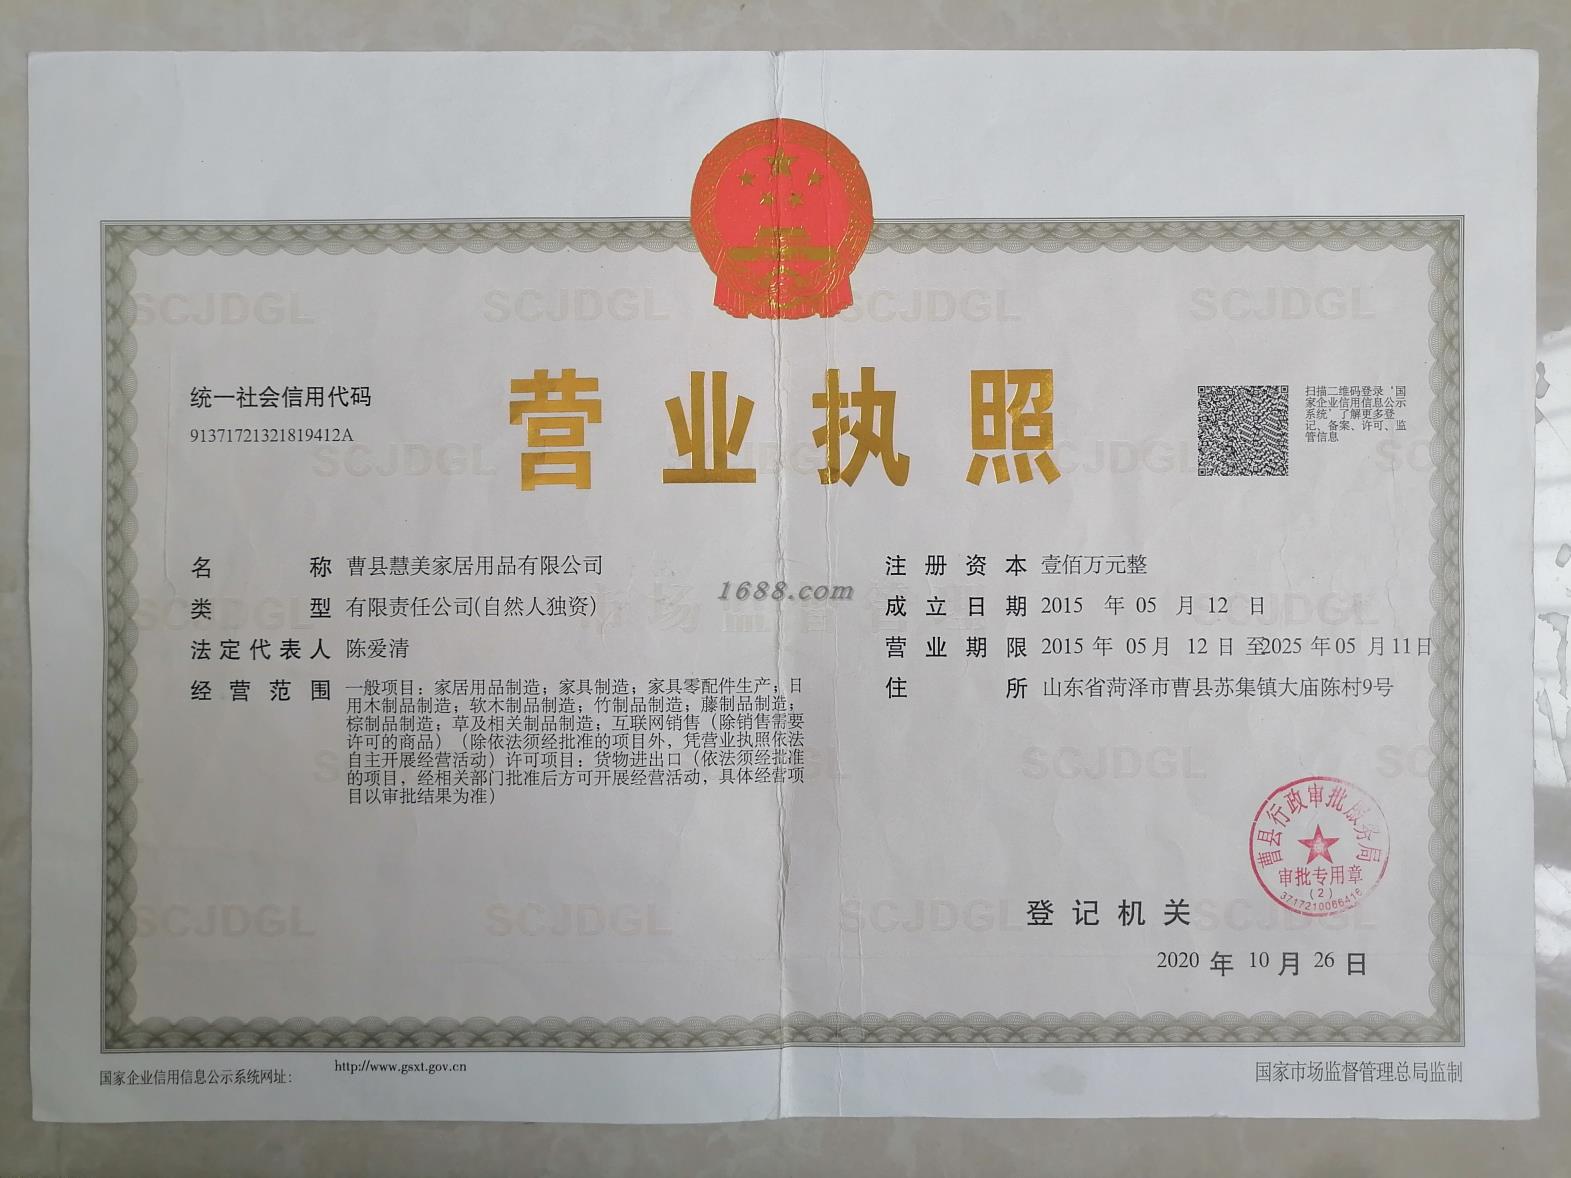 统一社会信用代码
91371721321819412A
营业执照
扫描二维码登录‘国
家企业信用信息公示
系统’了解更多登
记、备案、许可、监
管信息
名称 曹县慧美家居用品有限公司
类型 有限责任公司(自然人独资)
法定代表人 陈爱清
经营范围 一般项目：家居用品制造；家具制造；家具零配件生产；日
用木制品制造；软木制品制造；竹制品制造；藤制品制造；
棕制品制造；草及相关制品制造；互联网销售（除销售需要
许可的商品）（除依法须经批准的项目外，凭营业执照依法
自主开展经营活动）许可项目：货物进出口（依法须经批准
的项目，经相关部门批准后方可开展经营活动，具体经营项
目以审批结果为准）
注册资本 壹佰万元整
成立日期 2015 年 05 月 12 日
营业期限 2015 年 05 月 12 日 至2025 年 05 月 11 日
住所 山东省菏泽市曹县苏集镇大庙陈村9号
1688.com
市场监督管理
SCJDGL
曹县行政审批服务局
审批专用章
(2)
登记机关
2020 年 10 月 26 日
国家企业信用信息公示系统网址：
http://www.gsxt.gov.cn
国家市场监督管理总局监制